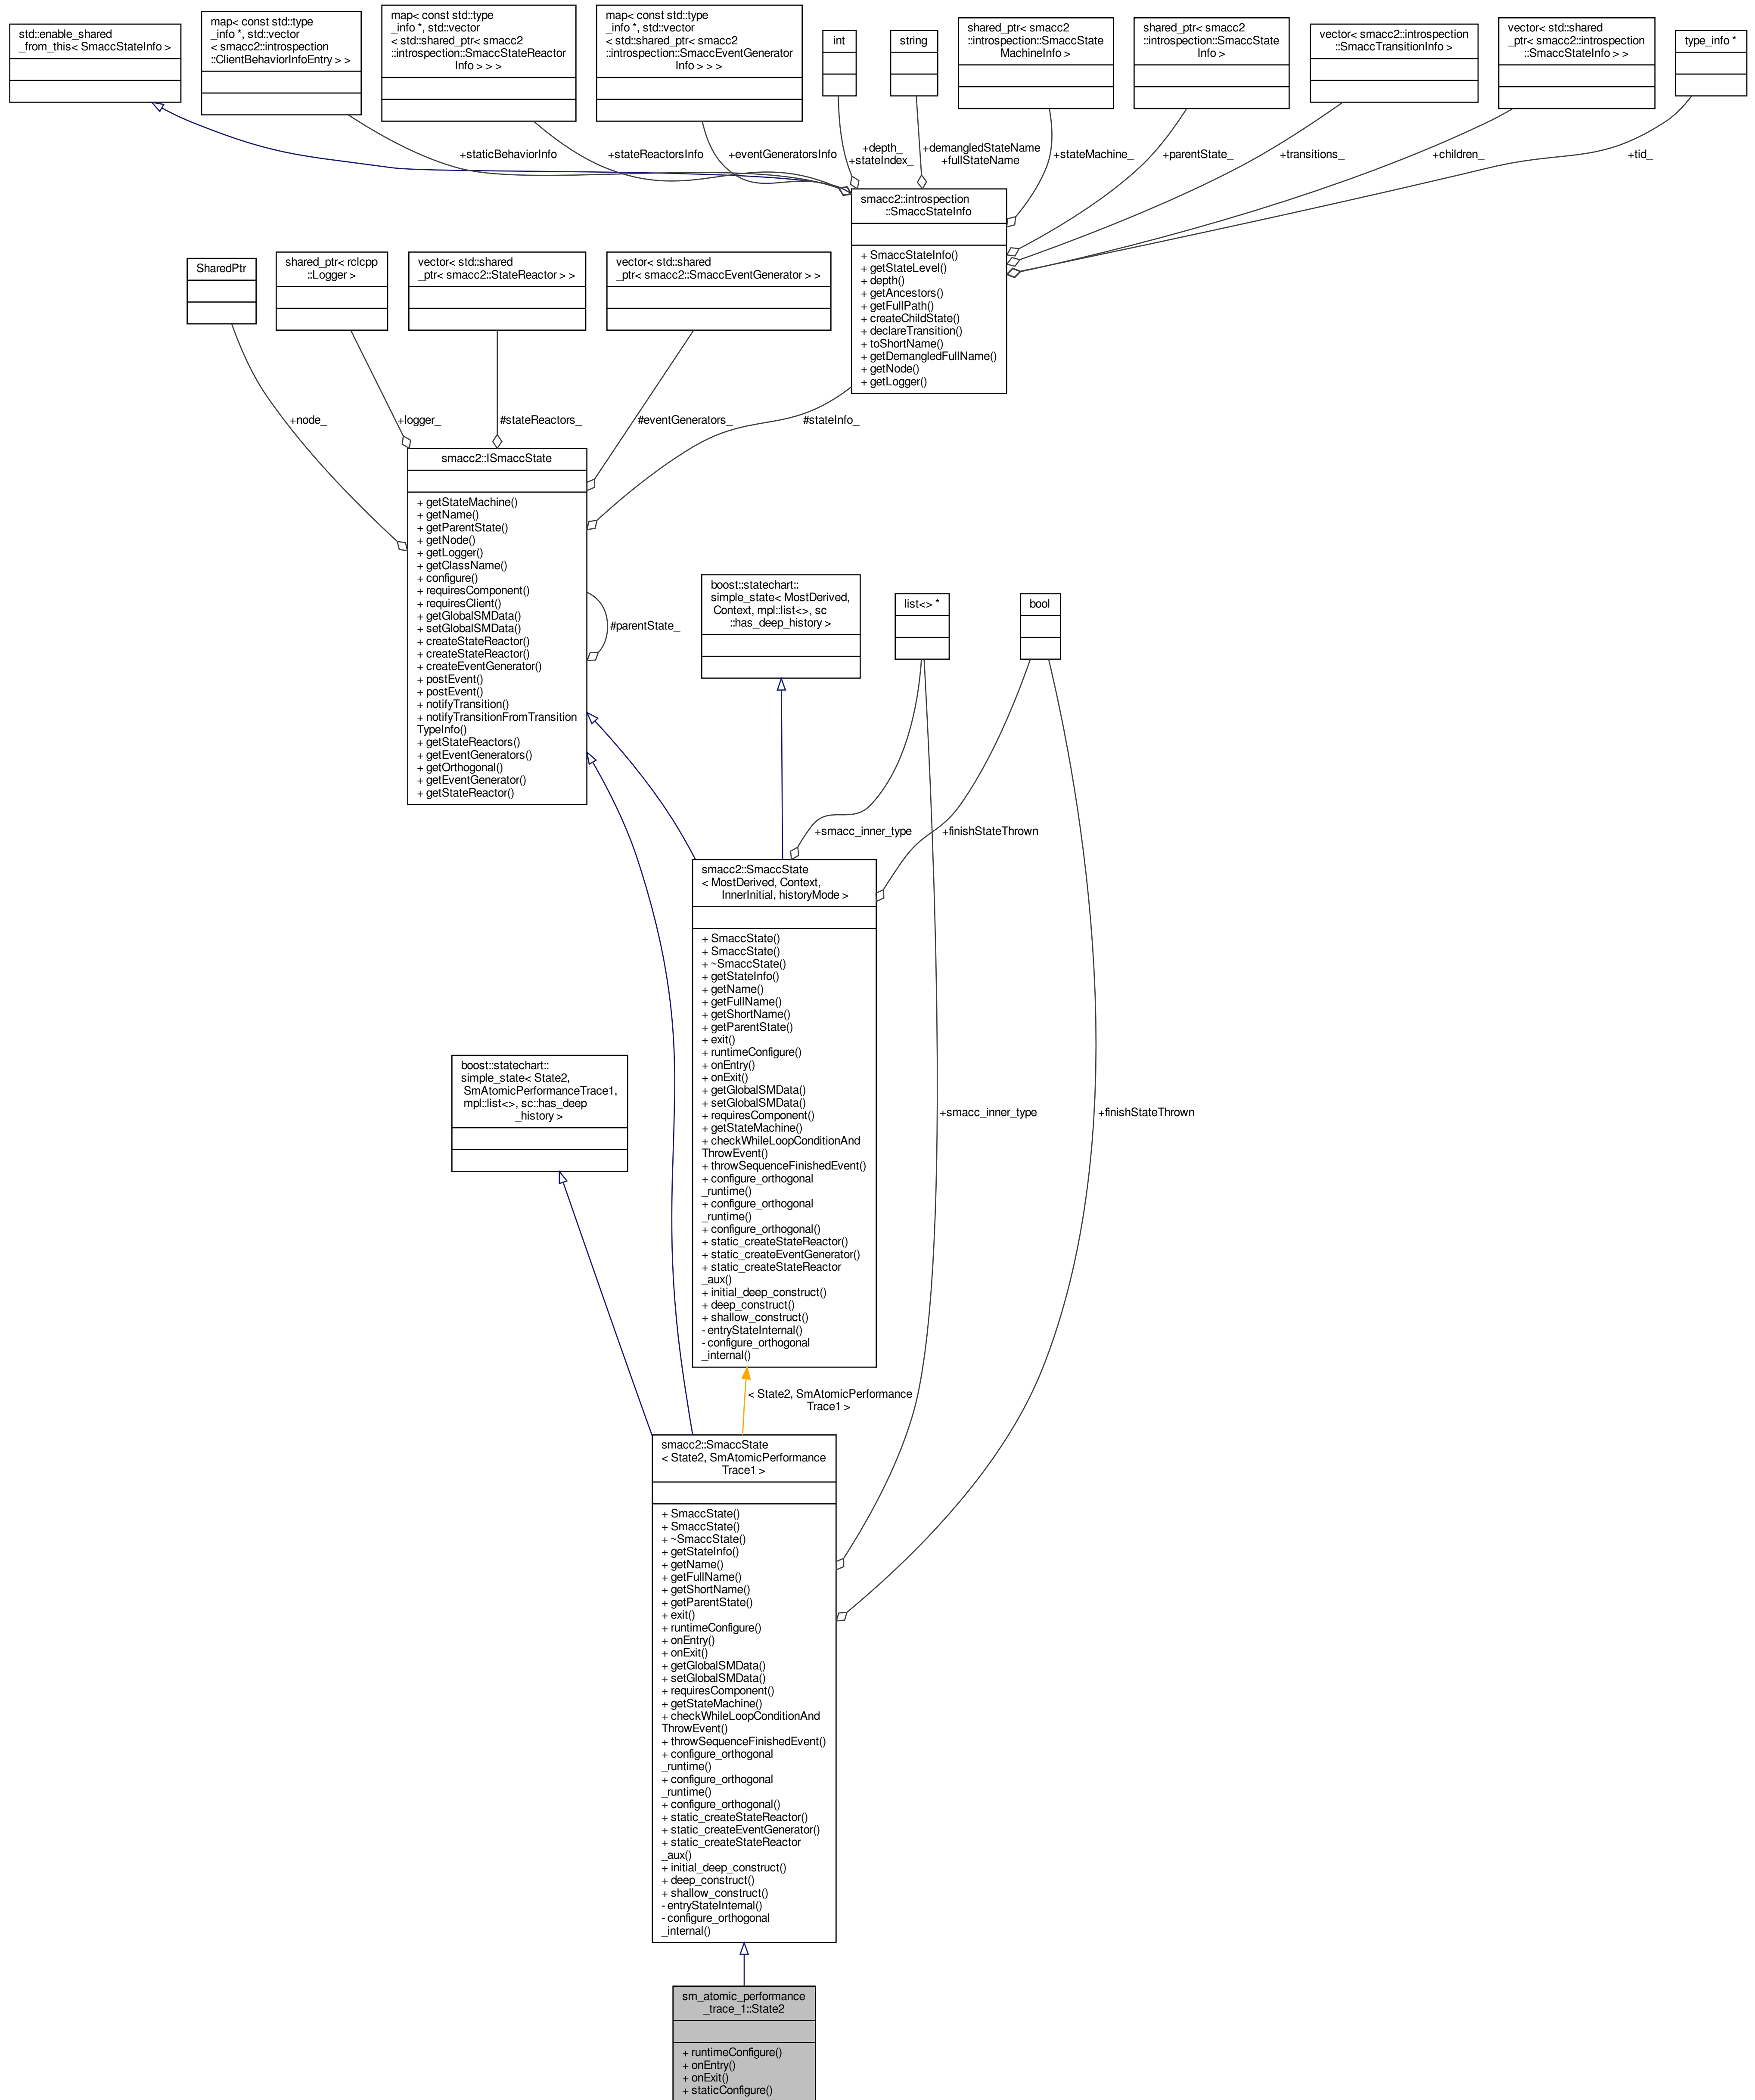 std::enable_shared
_from_this< SmaccStateInfo >
map< const std::type
_info *, std::vector
< smacc2::introspection
::ClientBehaviorInfoEntry > >
map< const std::type
_info *, std::vector
< std::shared_ptr< smacc2
::introspection::SmaccStateReactor
Info > > >
map< const std::type
_info *, std::vector
< std::shared_ptr< smacc2
::introspection::SmaccEventGenerator
Info > > >
int
string
shared_ptr< smacc2
::introspection::SmaccState
MachineInfo >
shared_ptr< smacc2
::introspection::SmaccState
Info >
vector< smacc2::introspection
::SmaccTransitionInfo >
vector< std::shared
_ptr< smacc2::introspection
::SmaccStateInfo > >
type_info *
+staticBehaviorInfo
+stateReactorsInfo
+eventGeneratorsInfo
+depth_
+stateIndex_
+demangledStateName
+fullStateName
+stateMachine_
+parentState_
+transitions_
+children_
+tid_
smacc2::introspection
::SmaccStateInfo
+ SmaccStateInfo()
+ getStateLevel()
+ depth()
+ getAncestors()
+ getFullPath()
+ createChildState()
+ declareTransition()
+ toShortName()
+ getDemangledFullName()
+ getNode()
+ getLogger()
SharedPtr
shared_ptr< rclcpp
::Logger >
vector< std::shared
_ptr< smacc2::StateReactor > >
vector< std::shared
_ptr< smacc2::SmaccEventGenerator > >
+node_
+logger_
#stateReactors_
#eventGenerators_
#stateInfo_
smacc2::ISmaccState
+ getStateMachine()
+ getName()
+ getParentState()
+ getNode()
+ getLogger()
+ getClassName()
+ configure()
+ requiresComponent()
+ requiresClient()
+ getGlobalSMData()
+ setGlobalSMData()
+ createStateReactor()
+ createStateReactor()
+ createEventGenerator()
+ postEvent()
+ postEvent()
+ notifyTransition()
+ notifyTransitionFromTransition
TypeInfo()
+ getStateReactors()
+ getEventGenerators()
+ getOrthogonal()
+ getEventGenerator()
+ getStateReactor()
#parentState_
boost::statechart::
simple_state< MostDerived,
Context, mpl::list<>, sc
::has_deep_history >
list<> *
bool
+smacc_inner_type
+finishStateThrown
smacc2::SmaccState
< MostDerived, Context,
InnerInitial, historyMode >
+ SmaccState()
+ SmaccState()
+ ~SmaccState()
+ getStateInfo()
+ getName()
+ getFullName()
+ getShortName()
+ getParentState()
+ exit()
+ runtimeConfigure()
+ onEntry()
+ onExit()
+ getGlobalSMData()
+ setGlobalSMData()
+ requiresComponent()
+ getStateMachine()
+ checkWhileLoopConditionAnd
ThrowEvent()
+ throwSequenceFinishedEvent()
+ configure_orthogonal
_runtime()
+ configure_orthogonal
_runtime()
+ configure_orthogonal()
+ static_createStateReactor()
+ static_createEventGenerator()
+ static_createStateReactor
_aux()
+ initial_deep_construct()
+ deep_construct()
+ shallow_construct()
- entryStateInternal()
- configure_orthogonal
_internal()
boost::statechart::
simple_state< State2,
SmAtomicPerformanceTrace1,
mpl::list<>, sc::has_deep
_history >
+smacc_inner_type
+finishStateThrown
< State2, SmAtomicPerformance
Trace1 >
smacc2::SmaccState
< State2, SmAtomicPerformance
Trace1 >
+ SmaccState()
+ SmaccState()
+ ~SmaccState()
+ getStateInfo()
+ getName()
+ getFullName()
+ getShortName()
+ getParentState()
+ exit()
+ runtimeConfigure()
+ onEntry()
+ onExit()
+ getGlobalSMData()
+ setGlobalSMData()
+ requiresComponent()
+ getStateMachine()
+ checkWhileLoopConditionAnd
ThrowEvent()
+ throwSequenceFinishedEvent()
+ configure_orthogonal
_runtime()
+ configure_orthogonal
_runtime()
+ configure_orthogonal()
+ static_createStateReactor()
+ static_createEventGenerator()
+ static_createStateReactor
_aux()
+ initial_deep_construct()
+ deep_construct()
+ shallow_construct()
- entryStateInternal()
- configure_orthogonal
_internal()
sm_atomic_performance
_trace_1::State2
+ runtimeConfigure()
+ onEntry()
+ onExit()
+ staticConfigure()